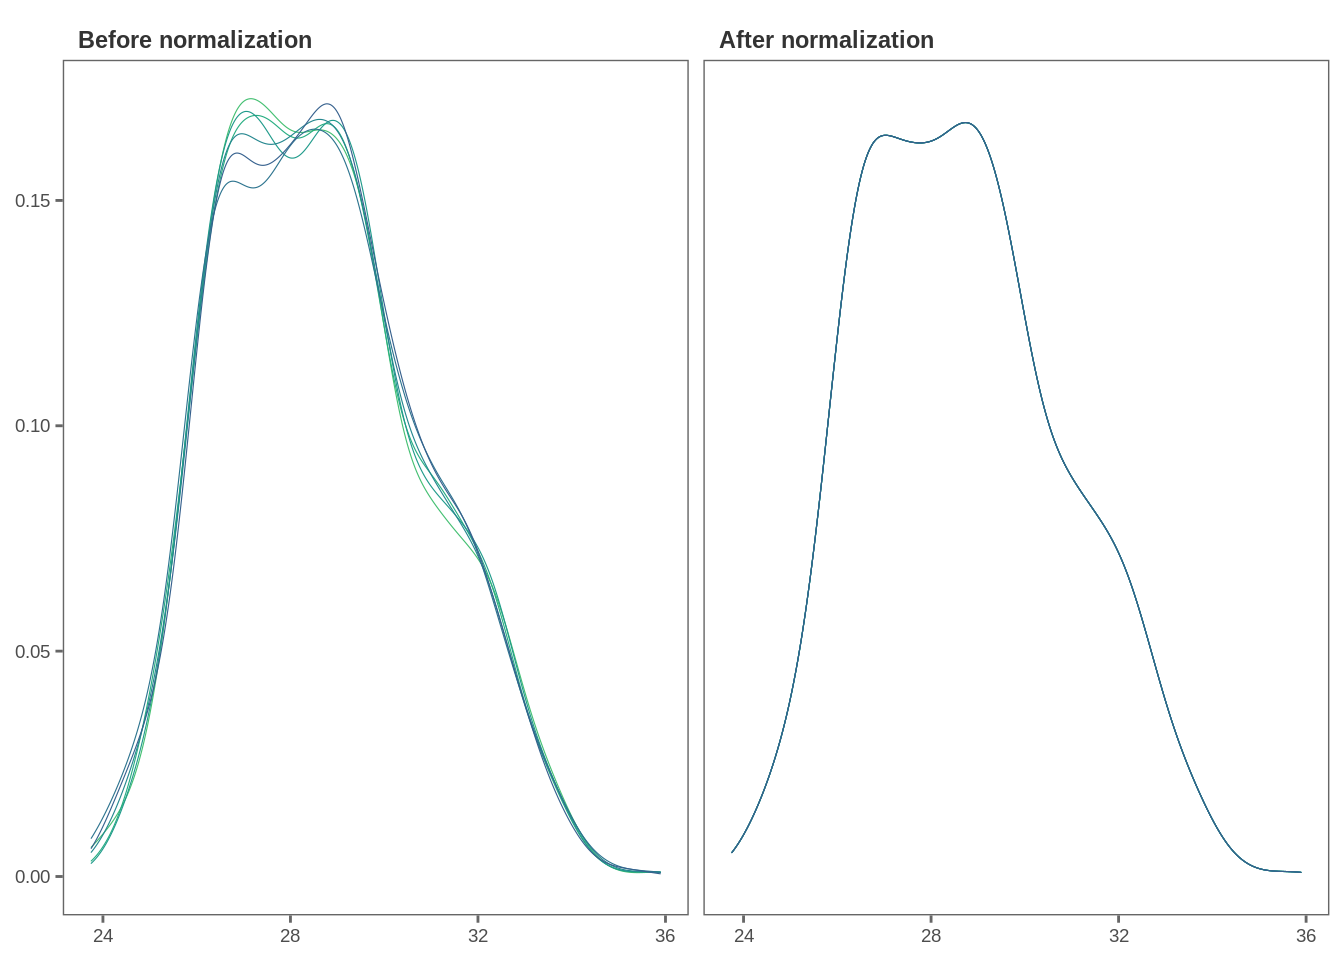 Before normalization
After normalization
0.15
0.10
0.05
0.00
24 28 32 36
24 28 32 36